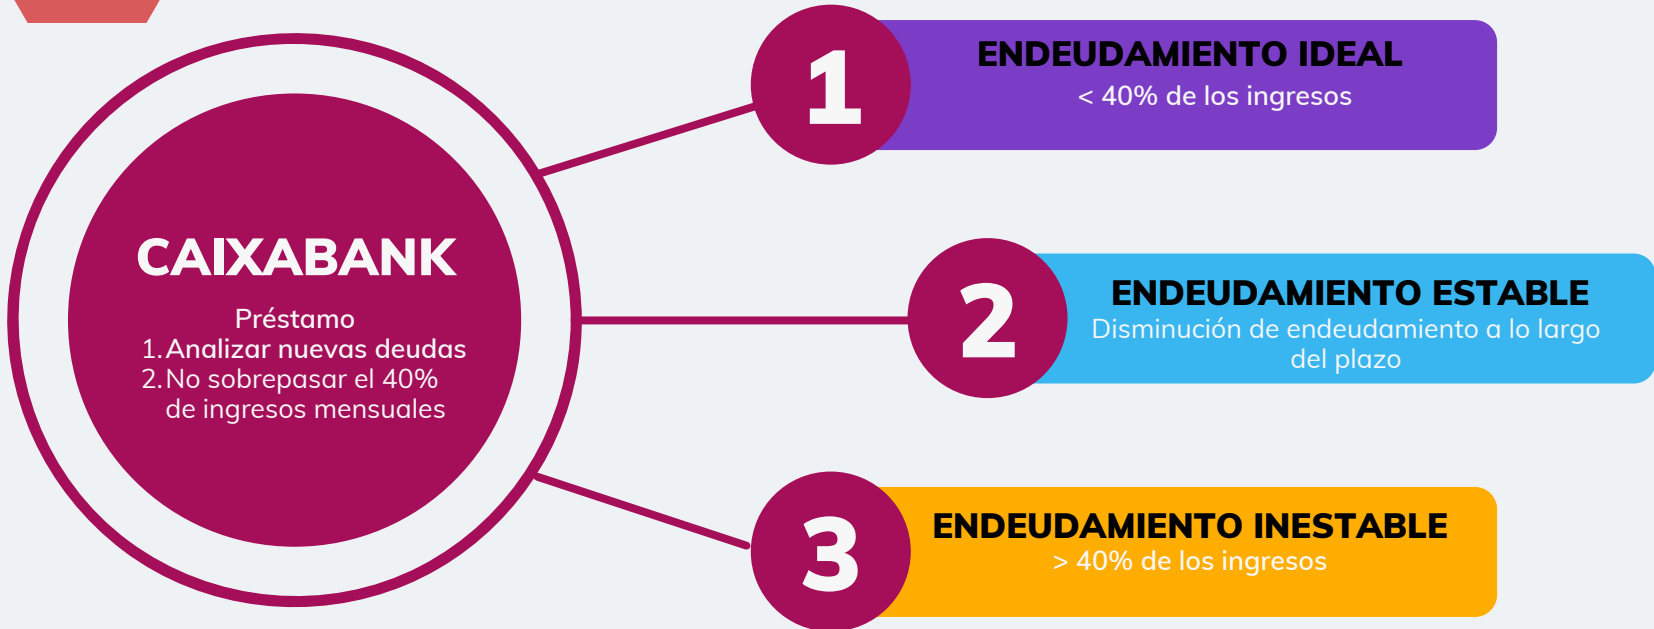 CAIXABANK
Préstamo
1. Analizar nuevas deudas
2. No sobrepasar el 40%
de ingresos mensuales
1
ENDEUDAMIENTO IDEAL
< 40% de los ingresos
2
ENDEUDAMIENTO ESTABLE
Disminución de endeudamiento a lo largo
del plazo
3
ENDEUDAMIENTO INESTABLE
> 40% de los ingresos